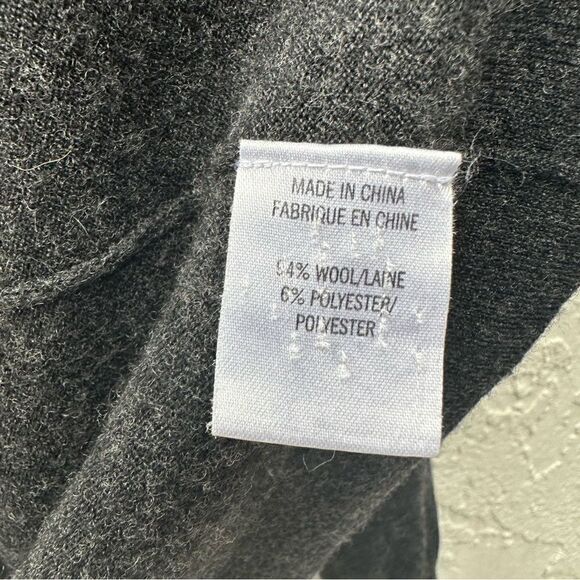 MADE IN CHINA
FABRIQUE EN CHINE
94% WOOL/LAINE
6% POLYESTER/
POLYESTER